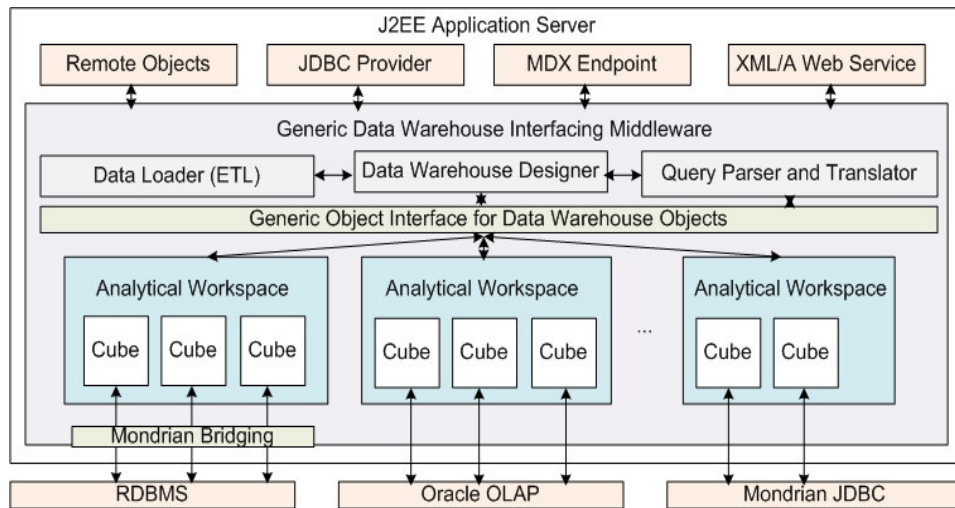 J2EE Application Server
Remote Objects
JDBC Provider
MDX Endpoint
XML/A Web Service
Generic Data Warehouse Interfacing Middleware
Data Loader (ETL)
Data Warehouse Designer
Query Parser and Translator
Generic Object Interface for Data Warehouse Objects
Analytical Workspace
Analytical Workspace
Analytical Workspace
Cube
Cube
Cube
Cube
Cube
Cube
...
Cube
Cube
Mondrian Bridging
RDBMS
Oracle OLAP
Mondrian JDBC